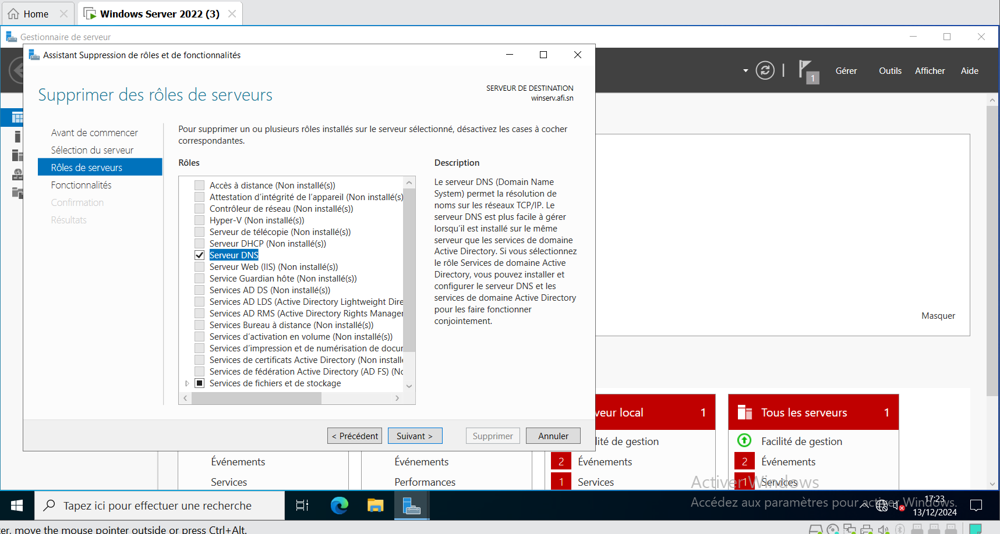 Home
Windows Server 2022 (3)
Gestionnaire de serveur
Assistant Suppression de rôles et de fonctionnalités
1
Gérer
Outils
Afficher
Aide
Supprimer des rôles de serveurs
SERVEUR DE DESTINATION
winserv.afi.sn
Avant de commencer
Sélection du serveur
Rôles de serveurs
Fonctionnalités
Confirmation
Résultats
Pour supprimer un ou plusieurs rôles installés sur le serveur sélectionné, désactivez les cases à cocher
correspondantes.
Rôles
Accès à distance (Non installé(s))
Attestation d'intégrité de l'appareil (Non installé(s)
Contrôleur de réseau (Non installé(s))
Hyper-V (Non installé(s))
Serveur de télécopie (Non installé(s))
Serveur DHCP (Non installé(s))
Serveur DNS
Serveur Web (IIS) (Non installé(s))
Service Guardian hôte (Non installé(s))
Services AD DS (Non installé(s))
Services AD LDS (Active Directory Lightweight Dire
Services AD RMS (Active Directory Rights Manager
Services Bureau à distance (Non installé(s))
Services d'activation en volume (Non installé(s))
Services d'impression et de numérisation de docur
Services de certificats Active Directory (Non installé
Services de fédération Active Directory (AD FS) (No
Services de fichiers et de stockage
Description
Le serveur DNS (Domain Name
System) permet la résolution de
noms sur les réseaux TCP/IP. Le
serveur DNS est plus facile à gérer
lorsqu'il est installé sur le même
serveur que les services de domaine
Active Directory. Si vous sélectionnez
le rôle Services de domaine Active
Directory, vous pouvez installer et
configurer le serveur DNS et les
services de domaine Active Directory
pour les faire fonctionner
conjointement.
< Précédent
Suivant >
Supprimer
Annuler
Masquer
veur local 1
lité de gestion
2 Événements
1 Services
Tous les serveurs 1
Facilité de gestion
2 Événements
1 Services
Événements
Services
Événements
Performances
Activer Windows
Accédez aux paramètres pour activer Windows.
Tapez ici pour effectuer une recherche
17:23
13/12/2024
er, move the mouse pointer outside or press Ctrl+Alt.